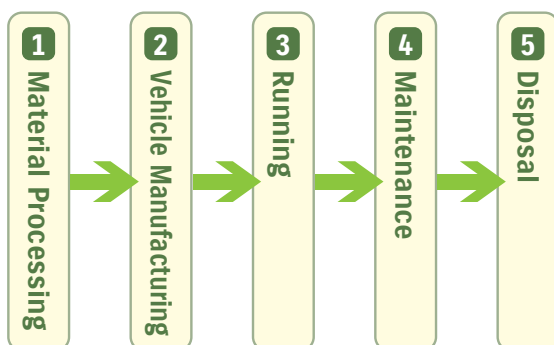 1
Material Processing
2
Vehicle Manufacturing
3
Running
4
Maintenance
5
Disposal